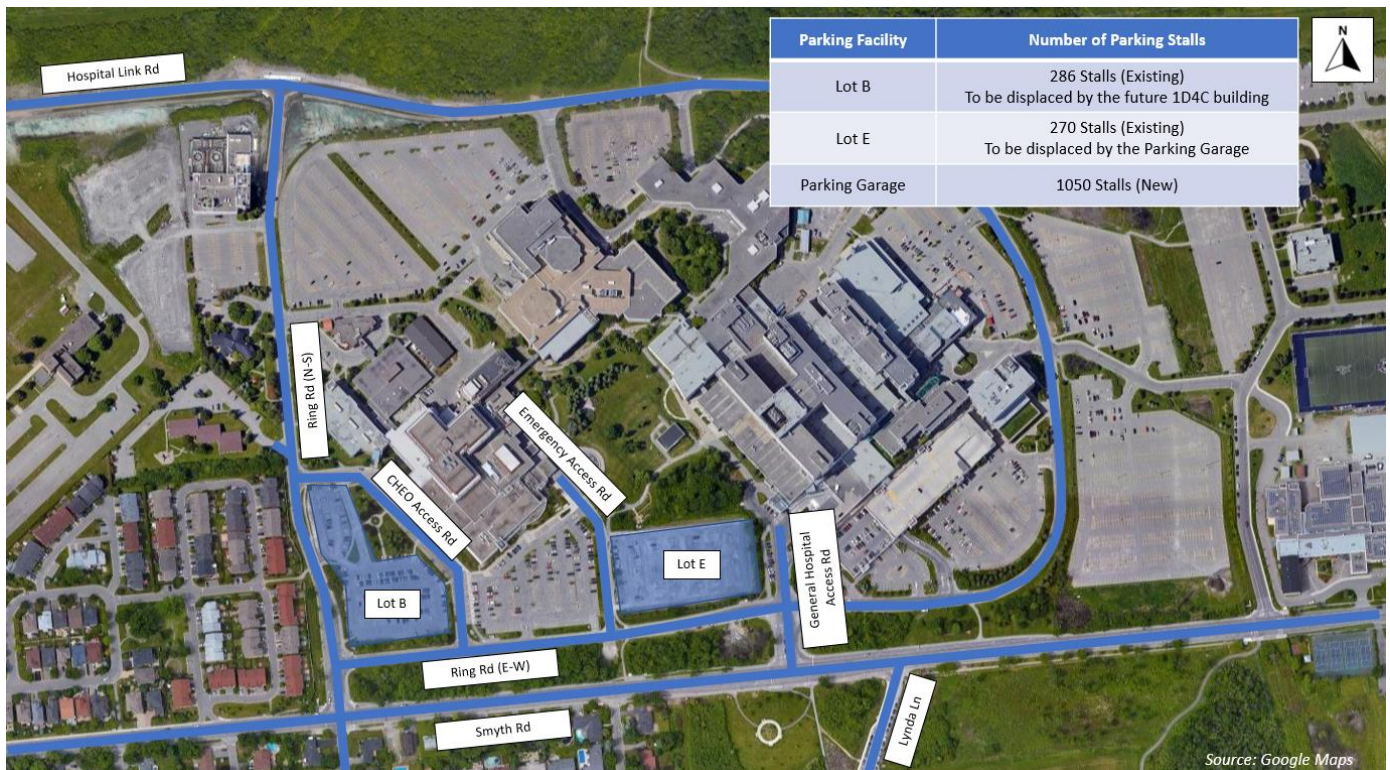 Parking Facility
Number of Parking Stalls
Lot B
286 Stalls (Existing)
To be displaced by the future 1D4C building
Lot E
270 Stalls (Existing)
To be displaced by the Parking Garage
Parking Garage
1050 Stalls (New)
N
Hospital Link Rd
Ring Rd (N-S)
CHEO Access Rd
Emergency Access Rd
Lot B
Lot E
General Hospital
Access Rd
Ring Rd (E-W)
Smyth Rd
Lynda Ln
Source: Google Maps